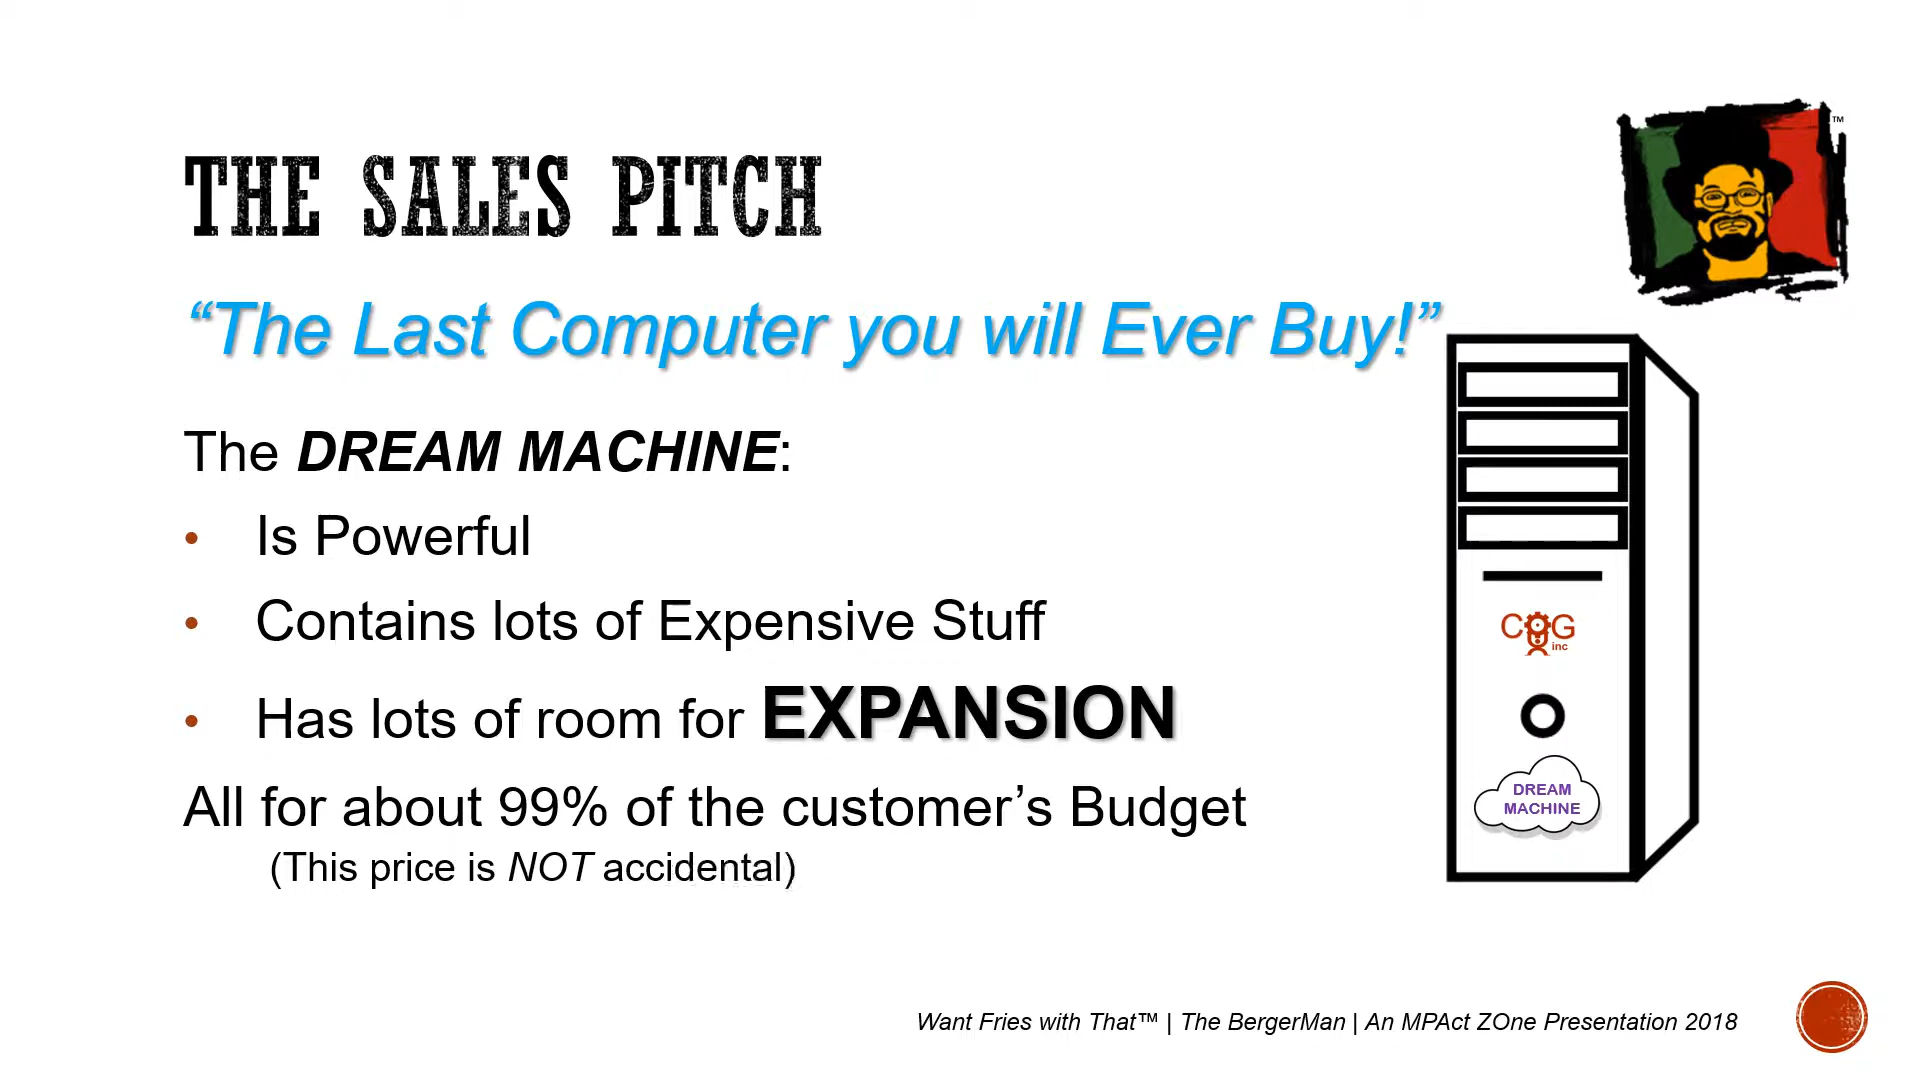 THE SALES PITCH
™
“The Last Computer you will Ever Buy!”
The DREAM MACHINE:
• Is Powerful
• Contains lots of Expensive Stuff
• Has lots of room for EXPANSION
All for about 99% of the customer’s Budget
(This price is NOT accidental)
COG
inc
DREAM
MACHINE
Want Fries with That™ | The BergerMan | An MPAct ZOne Presentation 2018